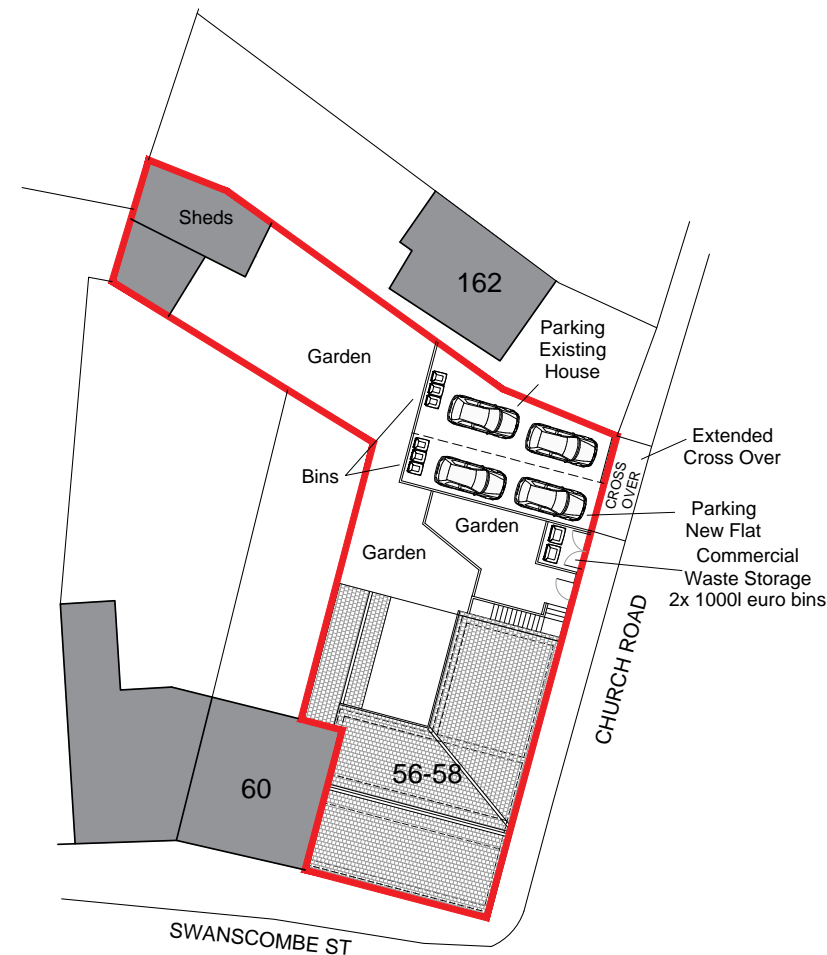 Sheds
162
Parking
Existing
House
Garden
Extended
Cross Over
Bins
CROSS
OVER
Parking
New Flat
Garden
Garden
Commercial
Waste Storage
2x 1000l euro bins
CHURCH ROAD
56-58
60
SWANSCOMBE ST